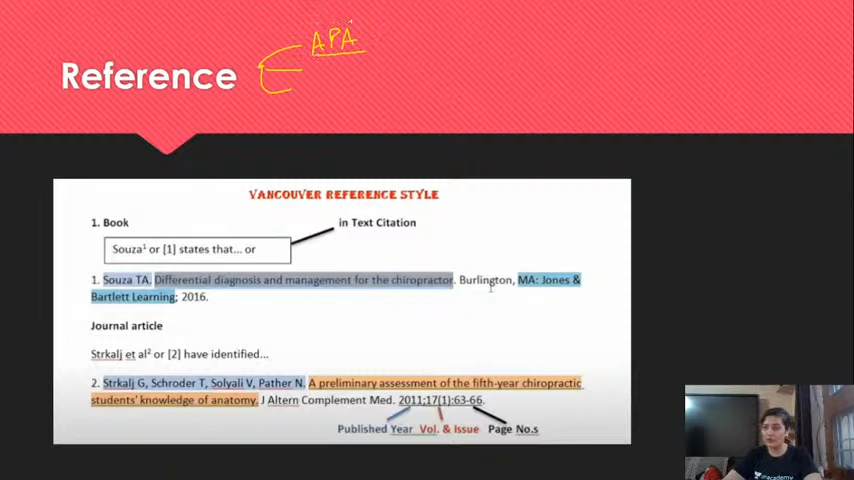 APA
Reference
VANCOUVER REFERENCE STYLE
1. Book
in Text Citation
Souza¹ or [1] states that... or
1. Souza TA. Differential diagnosis and management for the chiropractor. Burlington, MA: Jones &
Bartlett Learning; 2016.
Journal article
Strkalj et al² or [2] have identified...
2. Strkalj G, Schroder T, Solyali V, Pather N. A preliminary assessment of the fifth-year chiropractic
students' knowledge of anatomy. J Altern Complement Med. 2011;17(1):63-66.
Published Year Vol. & Issue Page No.s
unacademy